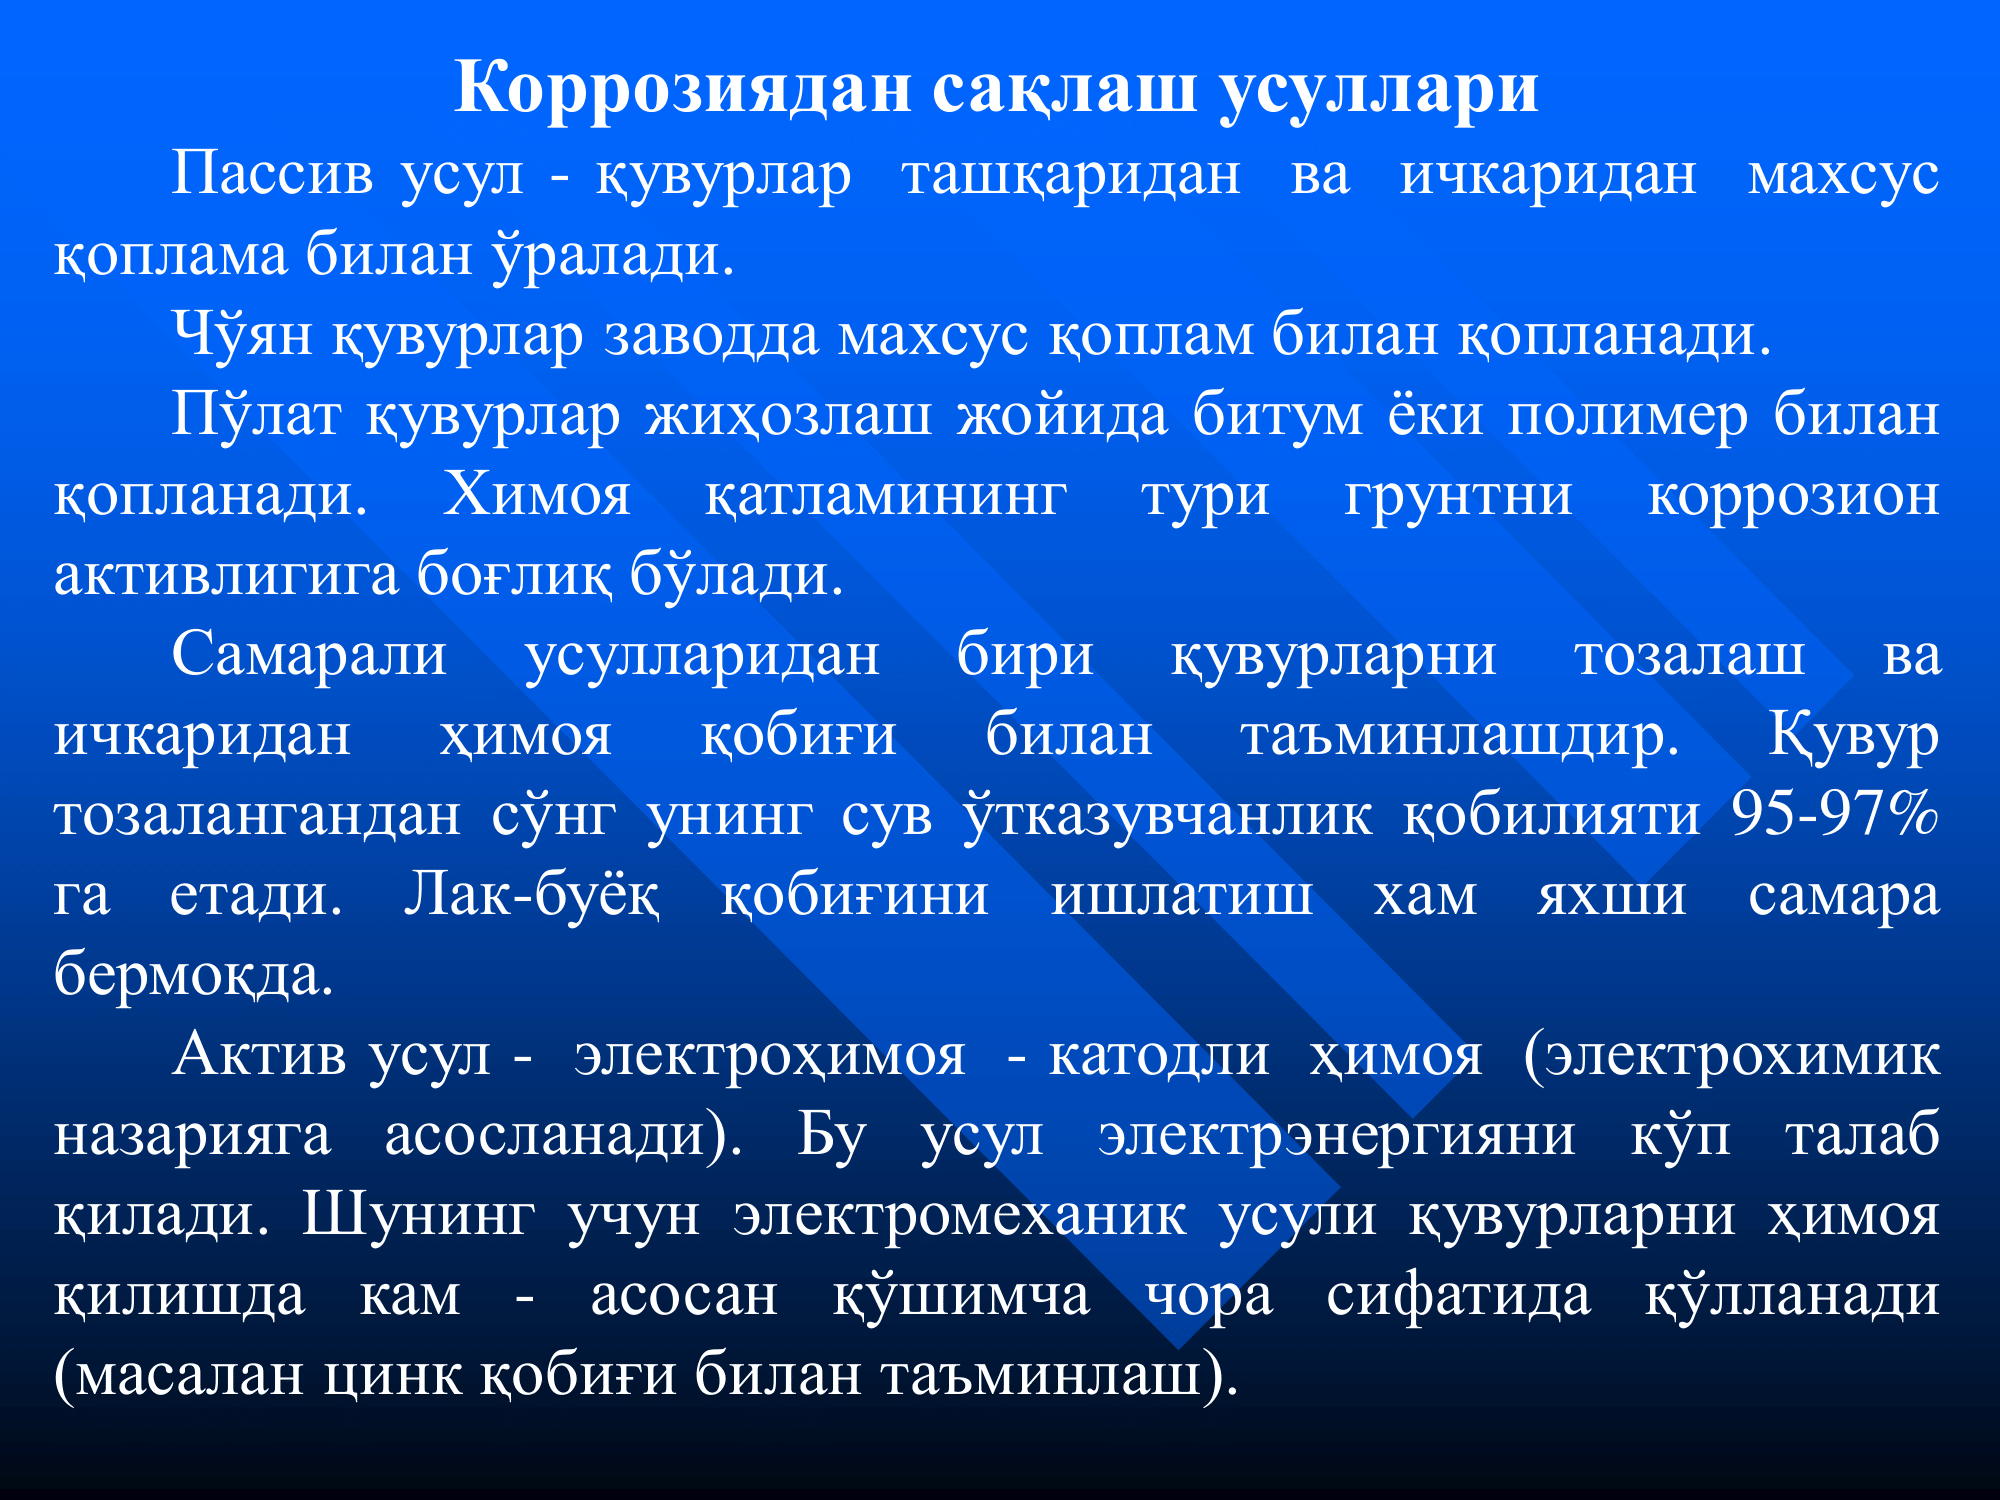 Коррозиядан сақлаш усуллари
Пассив усул - қувурлар ташқаридан ва ичкаридан махсус
қоплама билан ўралади.
Чўян қувурлар заводда махсус қоплам билан қопланади.
Пўлат қувурлар жиҳозлаш жойида битум ёки полимер билан
қопланади. Химоя қатламининг тури грунтни коррозион
активлигига боғлиқ бўлади.
Самарали усулларидан бири қувурларни тозалаш ва
ичкаридан ҳимоя қобиғи билан таъминлашдир. Қувур
тозалангандан сўнг унинг сув ўтказувчанлик қобилияти 95-97%
га етади. Лак-буёқ қобиғини ишлатиш хам яхши самара
бермоқда.
Актив усул - электроҳимоя - катодли ҳимоя (электрохимик
назарияга асосланади). Бу усул электрэнергияни кўп талаб
қилади. Шунинг учун электромеханик усули қувурларни ҳимоя
қилишда кам - асосан қўшимча чора сифатида қўлланади
(масалан цинк қобиғи билан таъминлаш).